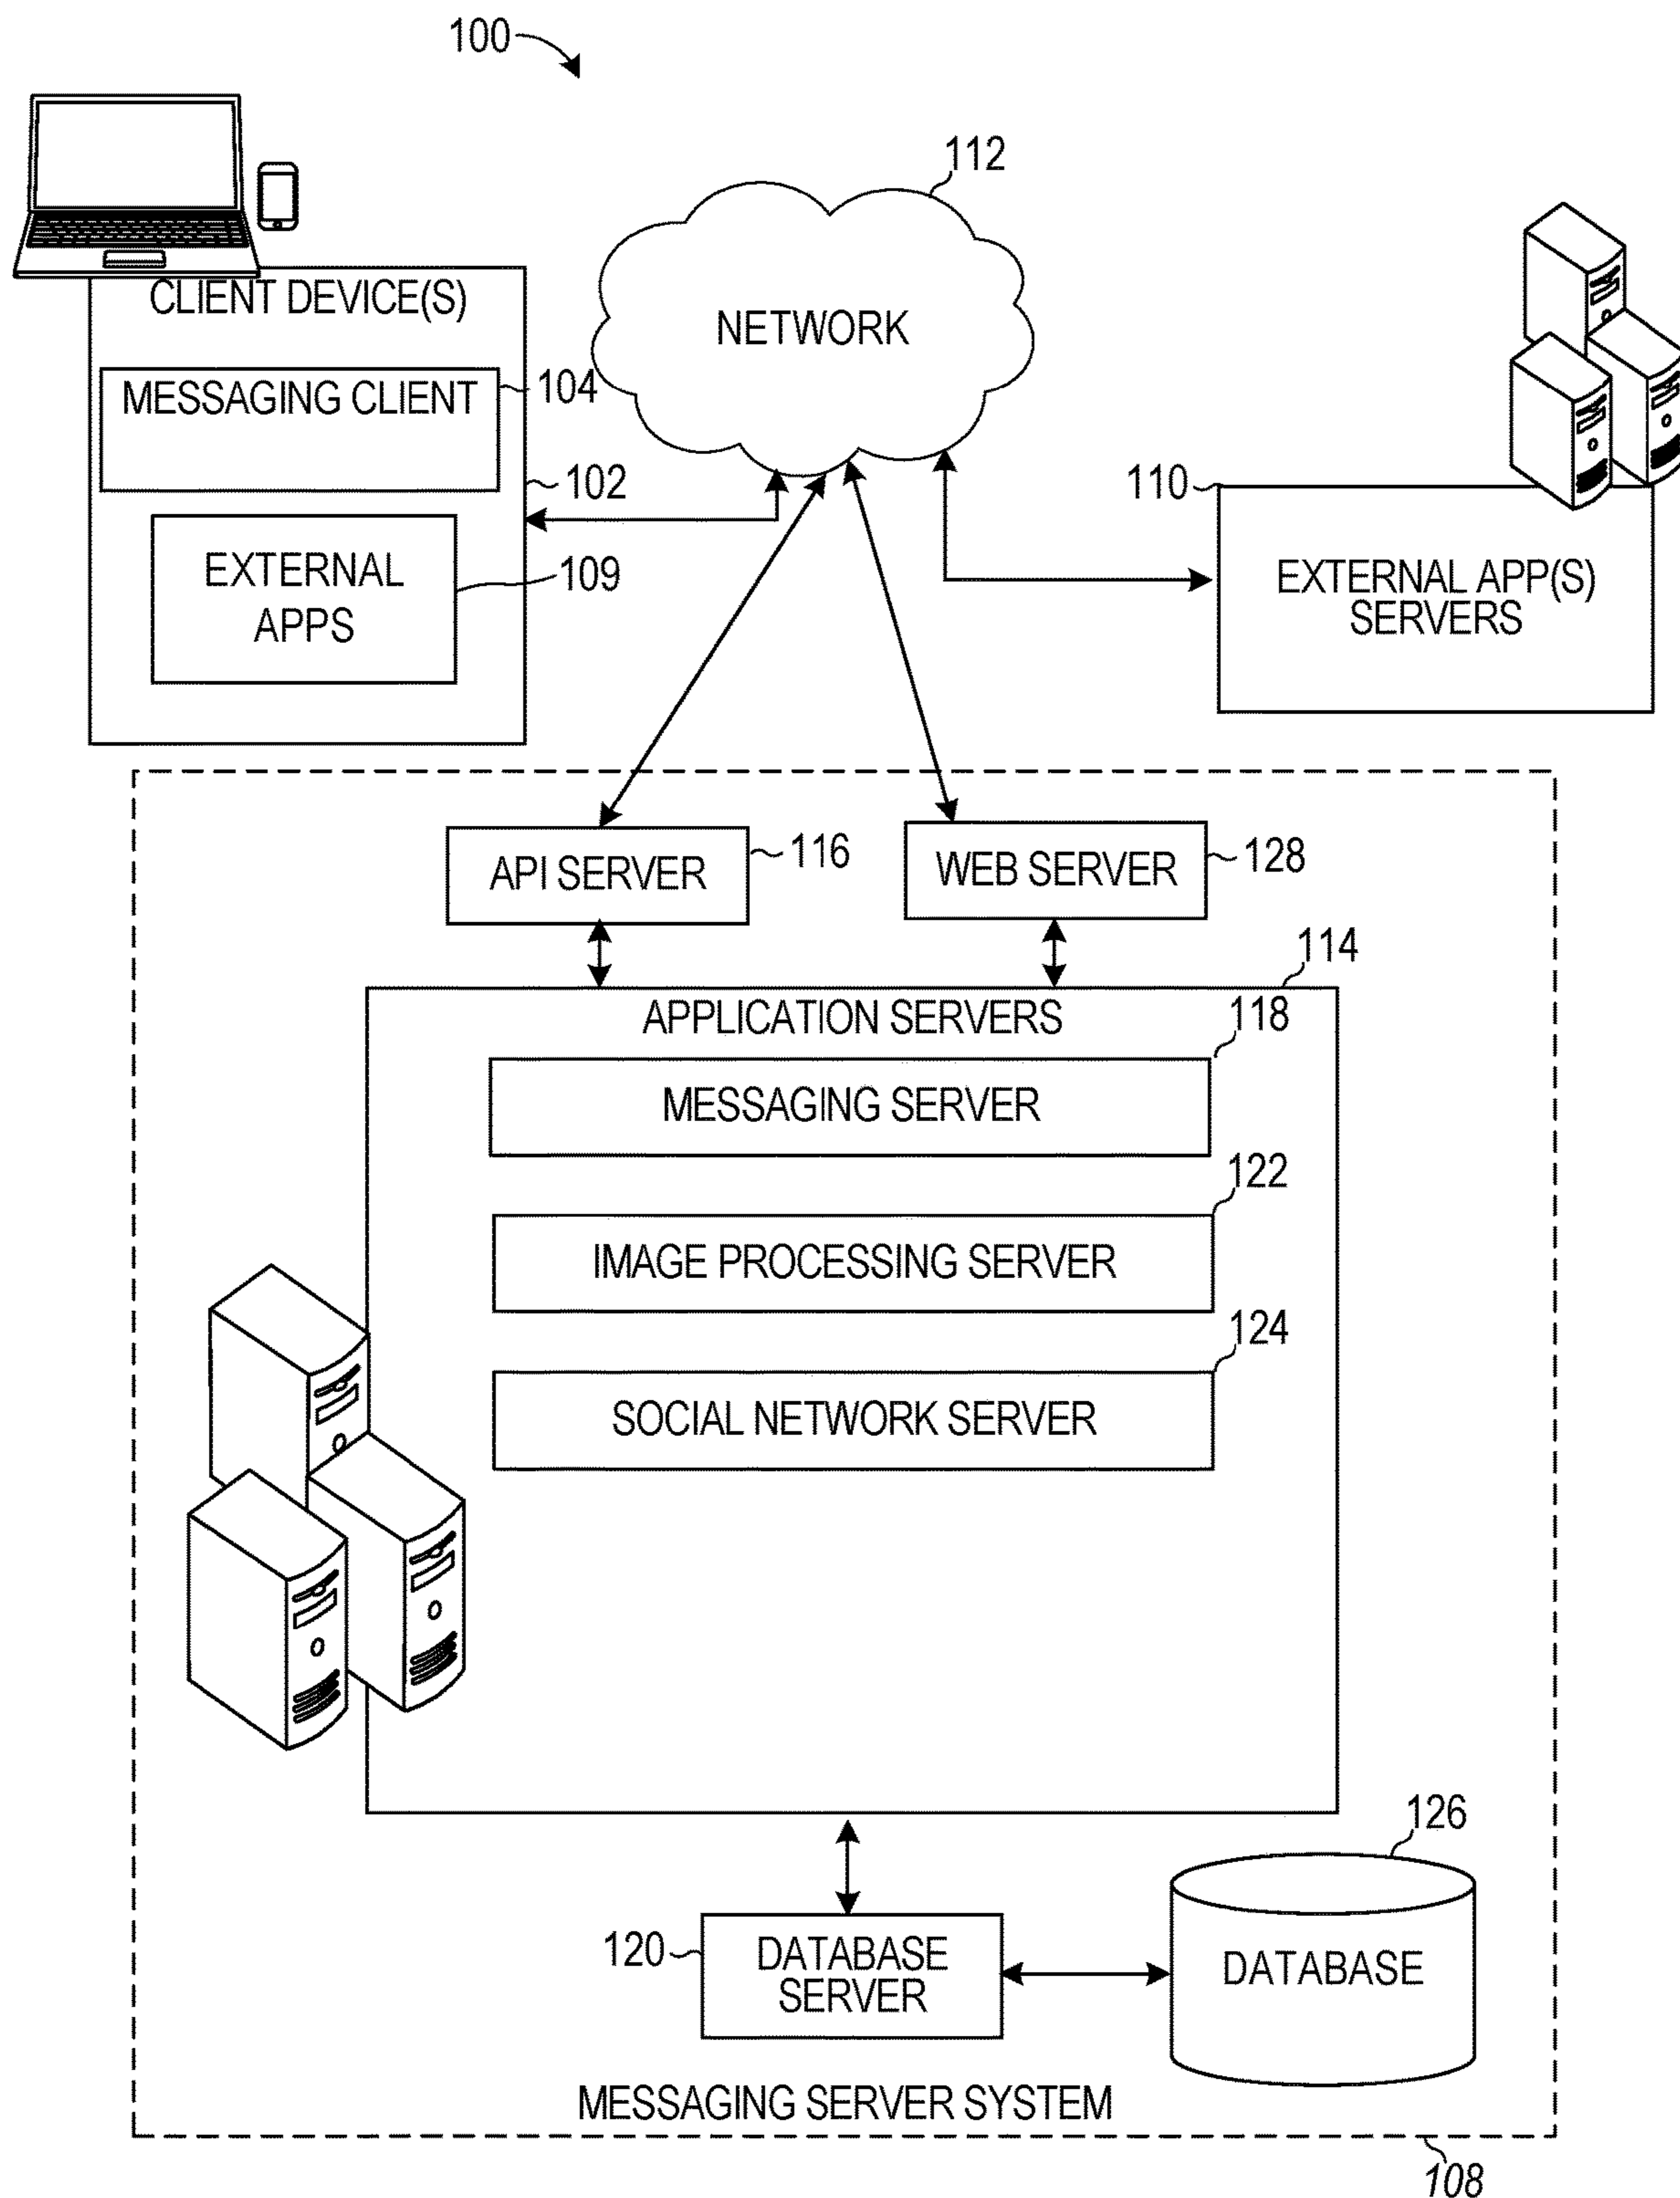 100
112
CLIENT DEVICE(S)
NETWORK
MESSAGING CLIENT
104
102
110
EXTERNAL
APPS
109
EXTERNAL APP(S)
SERVERS
API SERVER
116
WEB SERVER
128
114
APPLICATION SERVERS
118
MESSAGING SERVER
122
IMAGE PROCESSING SERVER
124
SOCIAL NETWORK SERVER
126
120
DATABASE
SERVER
DATABASE
MESSAGING SERVER SYSTEM
108